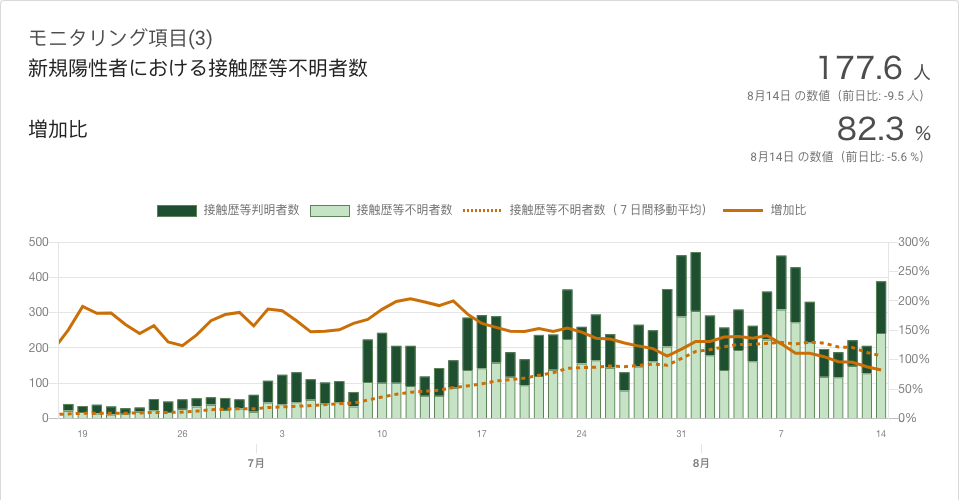 モニタリング項目(3)
新規陽性者における接触歴等不明者数
177.6 人
8月14日 の数値（前日比: -9.5 人）
増加比
82.3 %
8月14日 の数値（前日比: -5.6 %）
接触歴等判明者数 接触歴等不明者数 接触歴等不明者数（７日間移動平均） 増加比
500 300%
250%
400
200%
300
150%
200
100%
100
50%
0 0%
19 26 3 10 17 24 31 7 14
7月 8月